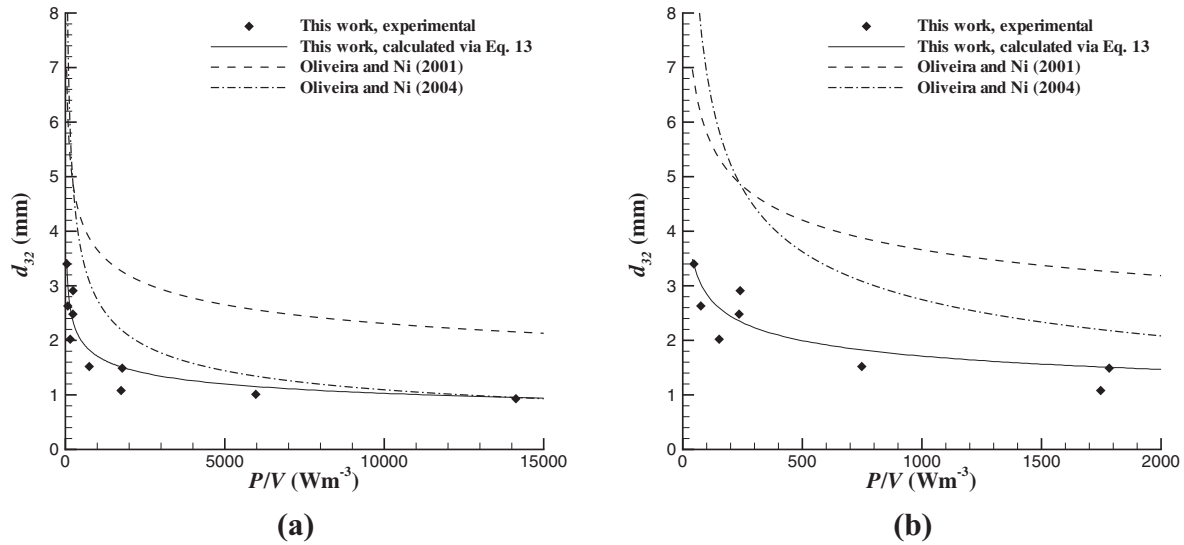 This work, experimental
This work, calculated via Eq. 13
Oliveira and Ni (2001)
Oliveira and Ni (2004)
8
7
6
5
4
3
2
1
0
d32 (mm)
0 5000 10000 15000
P/V (Wm-3)
(a)
This work, experimental
This work, calculated via Eq. 13
Oliveira and Ni (2001)
Oliveira and Ni (2004)
8
7
6
5
4
3
2
1
0
d32 (mm)
0 500 1000 1500 2000
P/V (Wm-3)
(b)